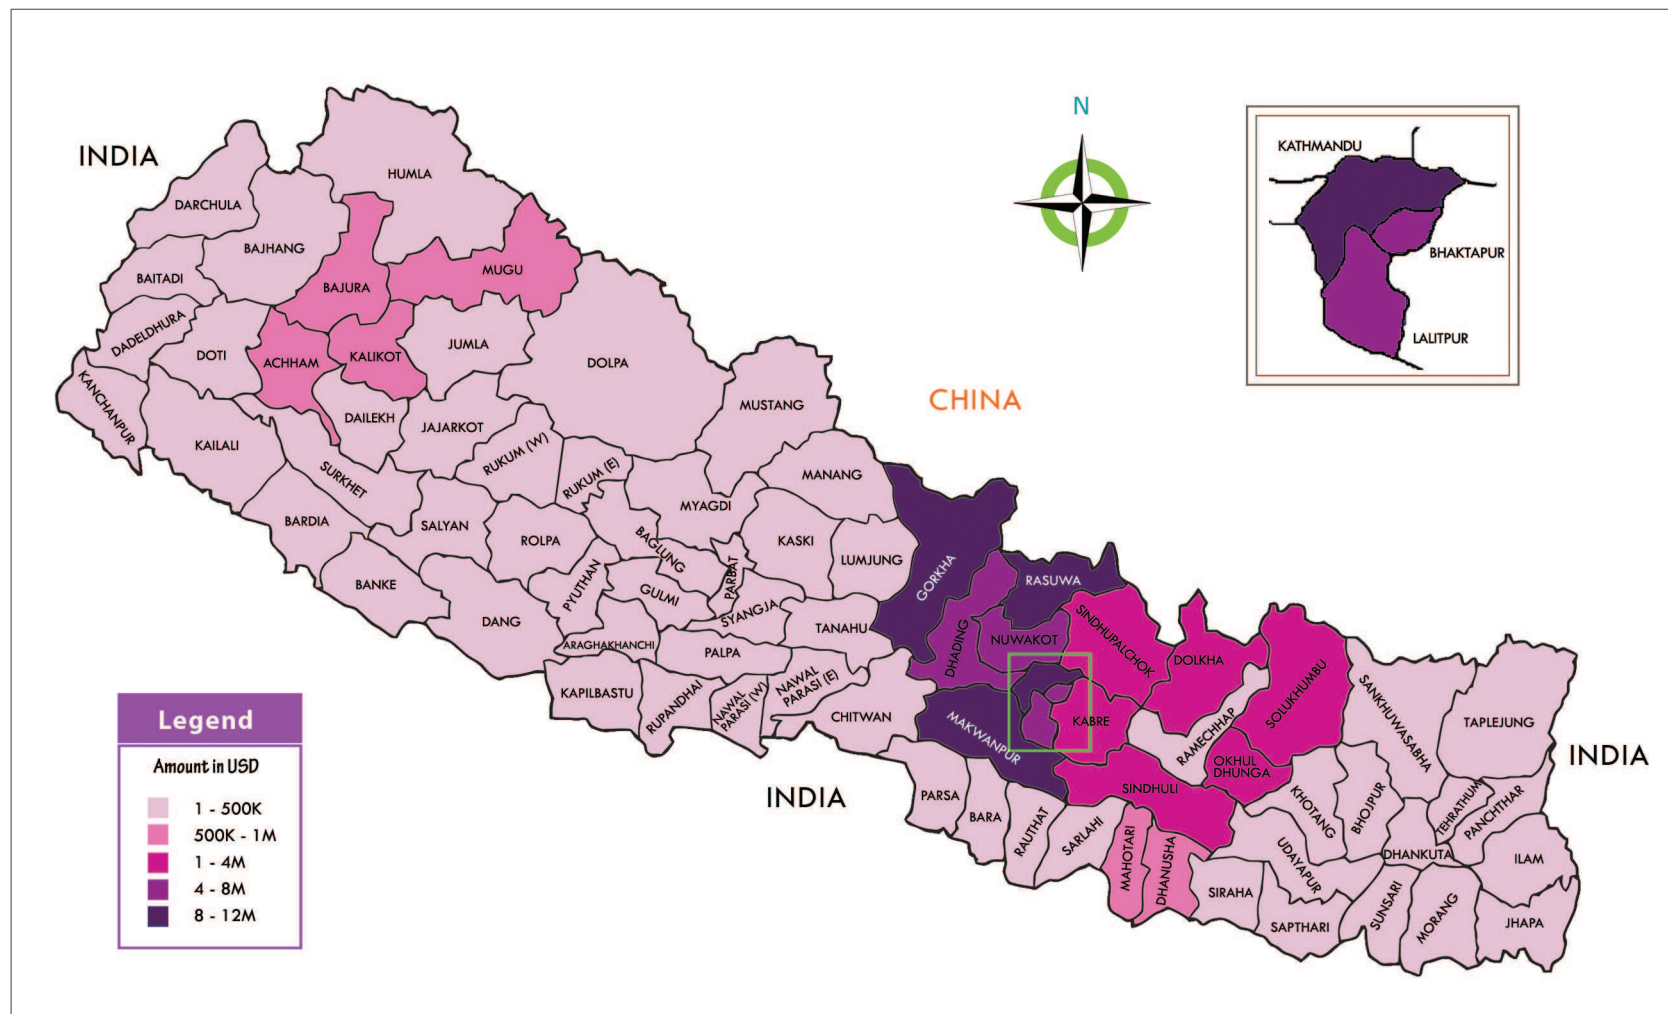 N
INDIA
KATHMANDU
BHAKTAPUR
LALITPUR
HUMLA
DARCHULA
BAJHANG
BAITADI
MUGU
BAJURA
DADELDHURA
DOTI
ACHHAM
KALIKOT
JUMLA
DOLPA
KANCHANPUR
CHINA
MUSTANG
DAILEKH
JAJARKOT
KAILALI
RUKUM (W)
RUKUM (E)
SURKHET
MANANG
MYAGDI
BARDIA
SALYAN
ROLPA
BAGLUNG
KASKI
LUMJUNG
GORKHA
RASUWA
BANKE
PYUTHAN
GULMI
PARBAT
SYANGJA
DANG
TANAHU
NUWAKOT
DHADING
SINDHUPALCHOK
DOLKHA
ARAGHAKHANCHI
PALPA
KAPILBASTU
RUPANDHAI
NAWAL
PARASI (W)
NAWAL
PARASI (E)
CHITWAN
MAKWANPUR
KABRE
RAMECHHAP
SOLUKHUMBU
SANKHUWASABHA
TAPLEJUNG
INDIA
OKHUL
DHUNGA
SINDHULI
INDIA
PARSA
BARA
RAUTHAT
SARLAHI
MAHOTARI
DHANUSHA
KHOTANG
BHOJPUR
TEHRATHUM
PANCHTHAR
DHANKUTA
UDAYAPUR
ILAM
SIRAHA
SAPTHARI
SUNSARI
MORANG
JHAPA
Legend
Amount in USD
1 - 500K
500K - 1M
1 - 4M
4 - 8M
8 - 12M